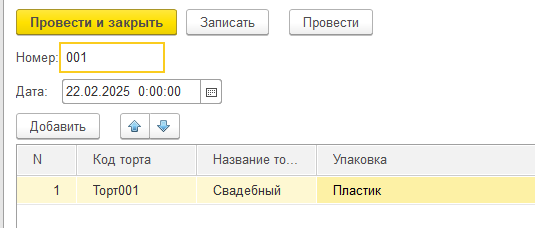 Провести и закрыть Записать Провести
Номер: 001
Дата: 22.02.2025 0:00:00
Добавить
N Код торта Название то... Упаковка
1 Торт001 Свадебный Пластик